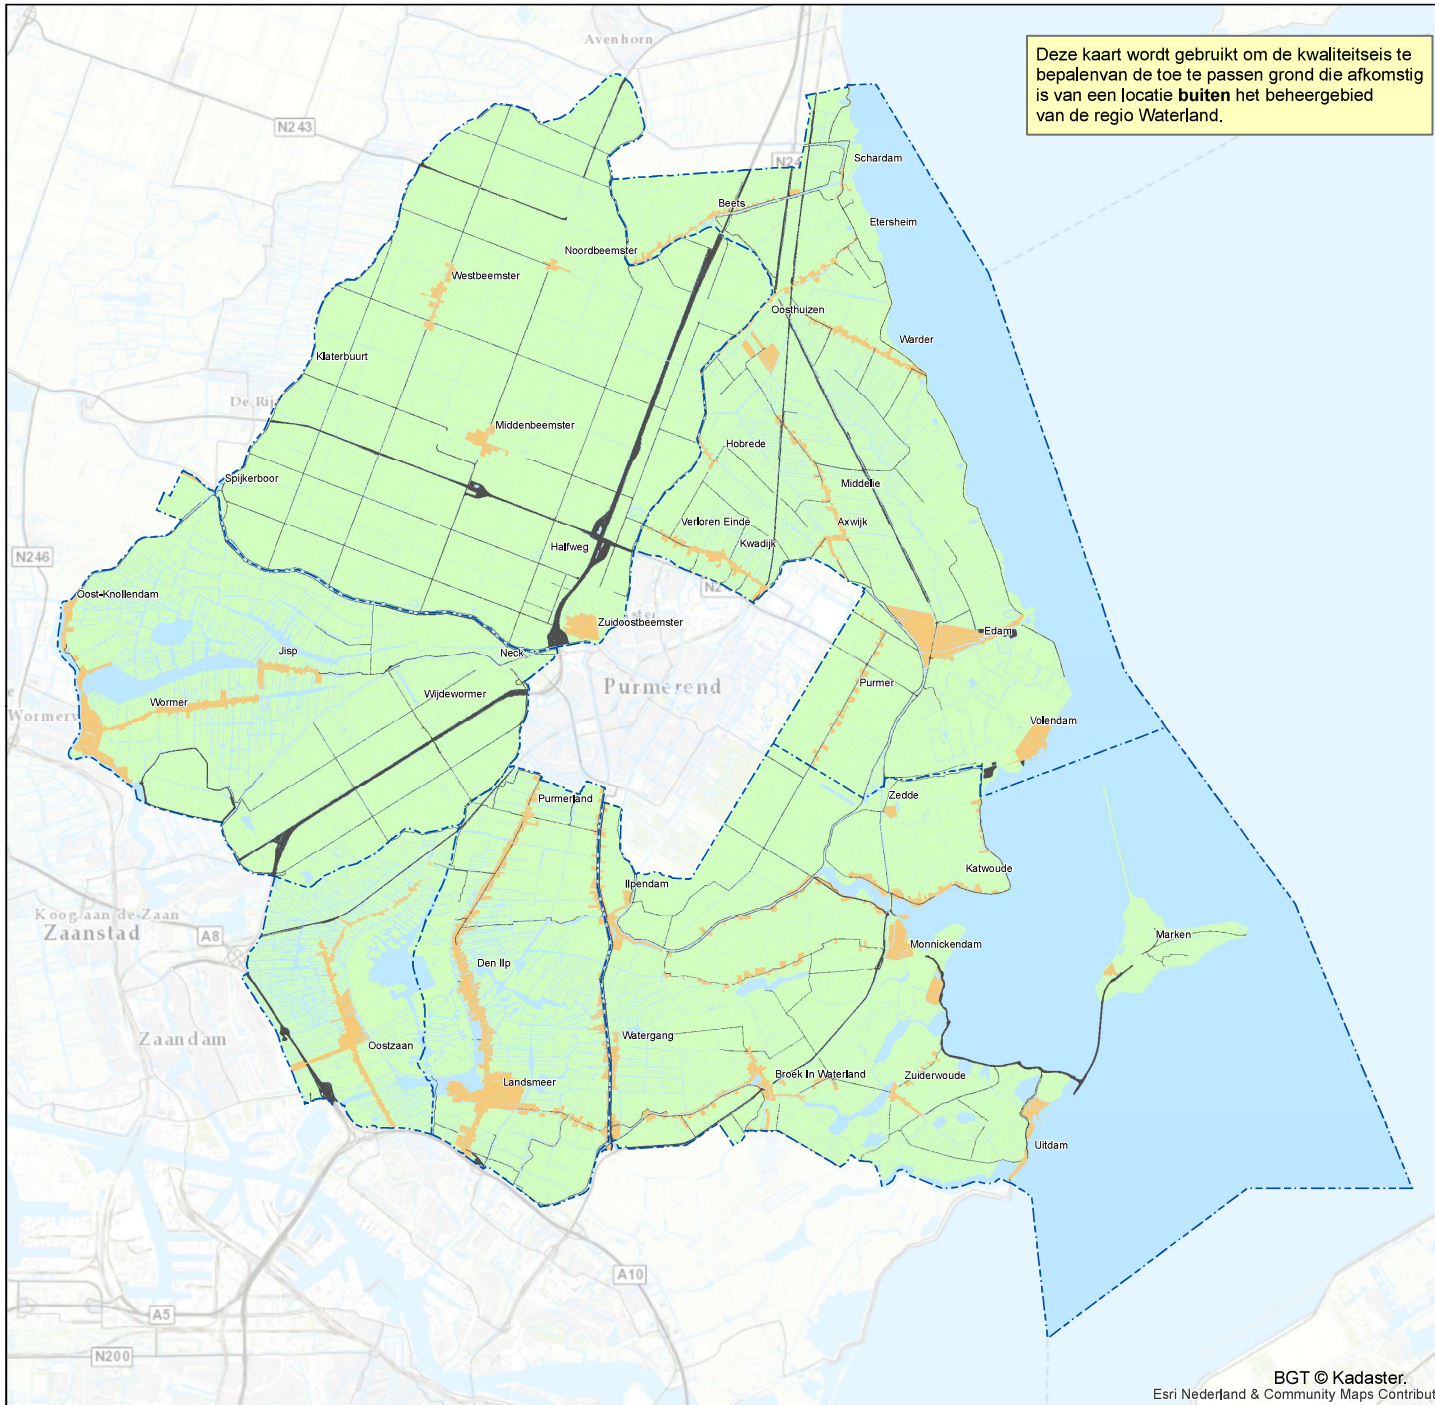 Avenhorn
Deze kaart wordt gebruikt om de kwaliteitseis te
bepalenvan de toe te passen grond die afkomstig
is van een locatie buiten het beheergebied
van de regio Waterland.
N243
Schardam
Beets
Etersheim
Noordbeemster
Westbeemster
Oosthuizen
Warder
Klaterbuurt
De Rij
Middenbeemster
Hobrede
Spijkerboor
Middelie
Verloren Einde
Axwijk
Kwadijk
Halfweg
N246
Oost-Knollendam
Zuidoostbeemster
Edam
Jisp
Neck
Purmerend
Purmer
Wijdewormer
Wormer
Volendam
Purmerland
Zedde
Katwoude
Ilpendam
Koog aan de Zaan
Zaanstad
A8
Marken
Monnickendam
Den Ilp
Zaandam
Watergang
Oostzaan
Broek In Waterland
Zuiderwoude
Landsmeer
Uitdam
A10
A5
N200
BGT © Kadaster.
Esri Nederland & Community Maps Contribut